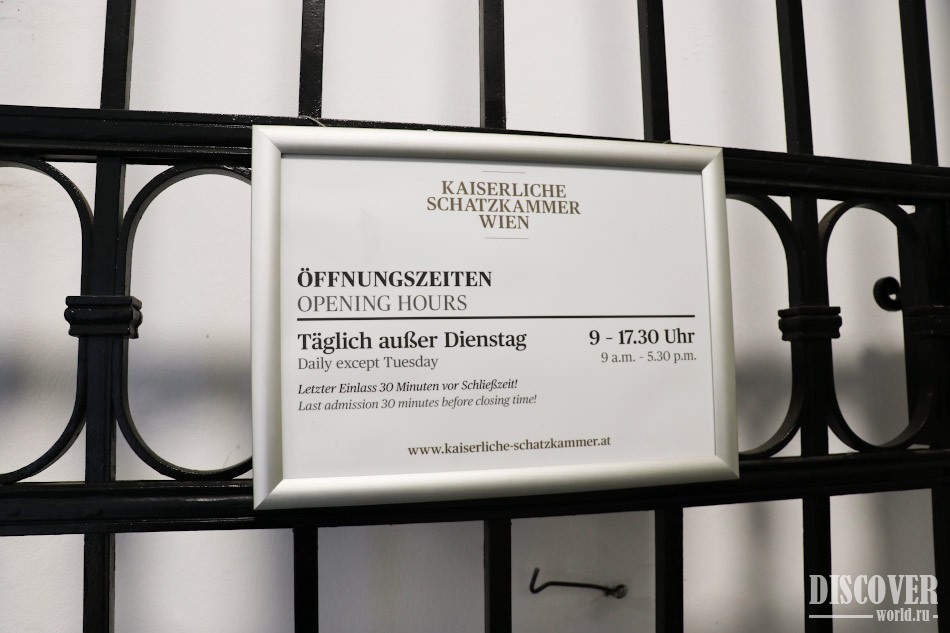 KAISERLICHE
SCHATZKAMMER
WIEN
ÖFFNUNGSZEITEN
OPENING HOURS
Täglich außer Dienstag 9 – 17.30 Uhr
Daily except Tuesday 9 a.m. - 5.30 p.m.
Letzter Einlass 30 Minuten vor Schließzeit!
Last admission 30 minutes before closing time!
www.kaiserliche-schatzkammer.at
DISCOVER
world.ru